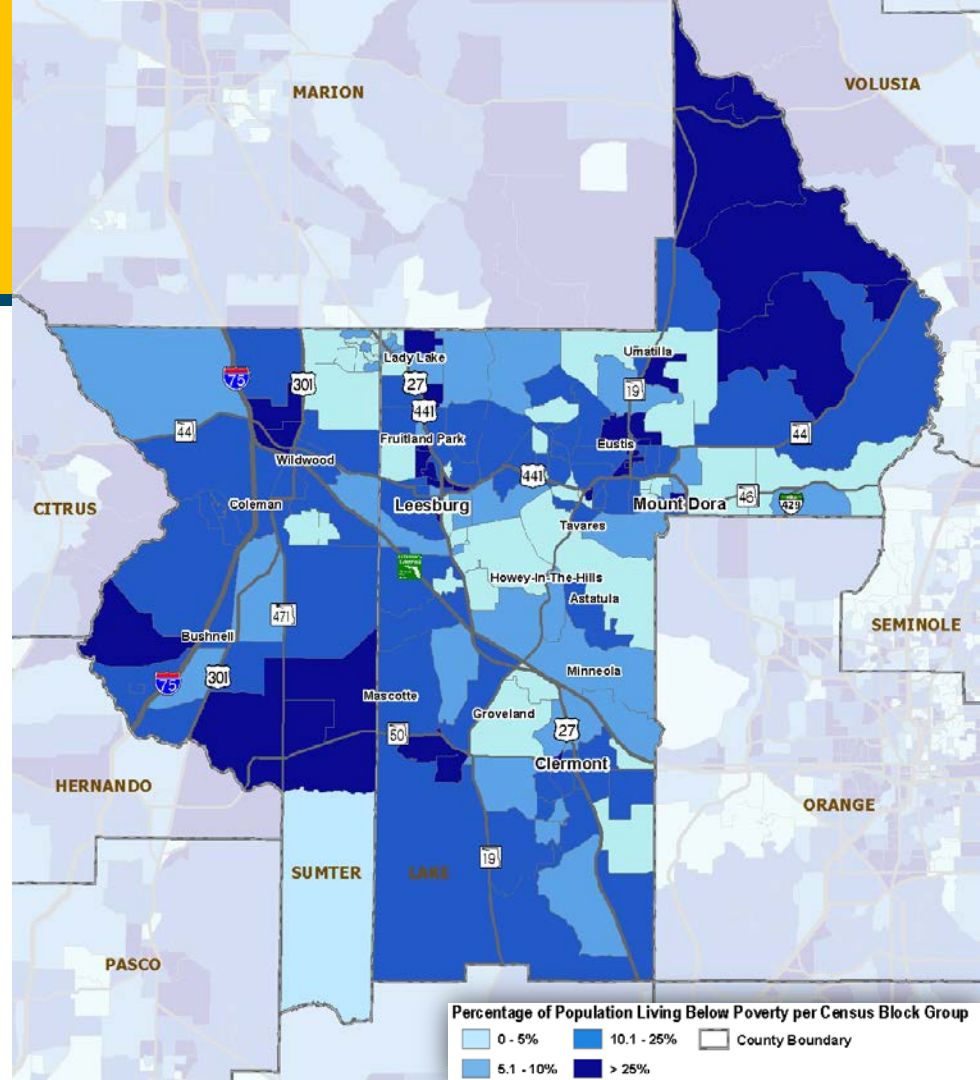 MARION
VOLUSIA
Lady Lake
Umatilla
75
301
27
19
441
44
Fruitland Park
Eustis
44
Wildwood
441
CITRUS
Coleman
Leesburg
Mount Dora
46
429
Tavares
Howey-In-The-Hills
Astatula
471
SEMINOLE
Bushnell
Minneola
75
301
Mascotte
Groveland
50
27
Clermont
HERNANDO
ORANGE
19
SUMTER
LAKE
PASCO
Percentage of Population Living Below Poverty per Census Block Group
0 - 5%
10.1 - 25%
County Boundary
5.1 - 10%
> 25%